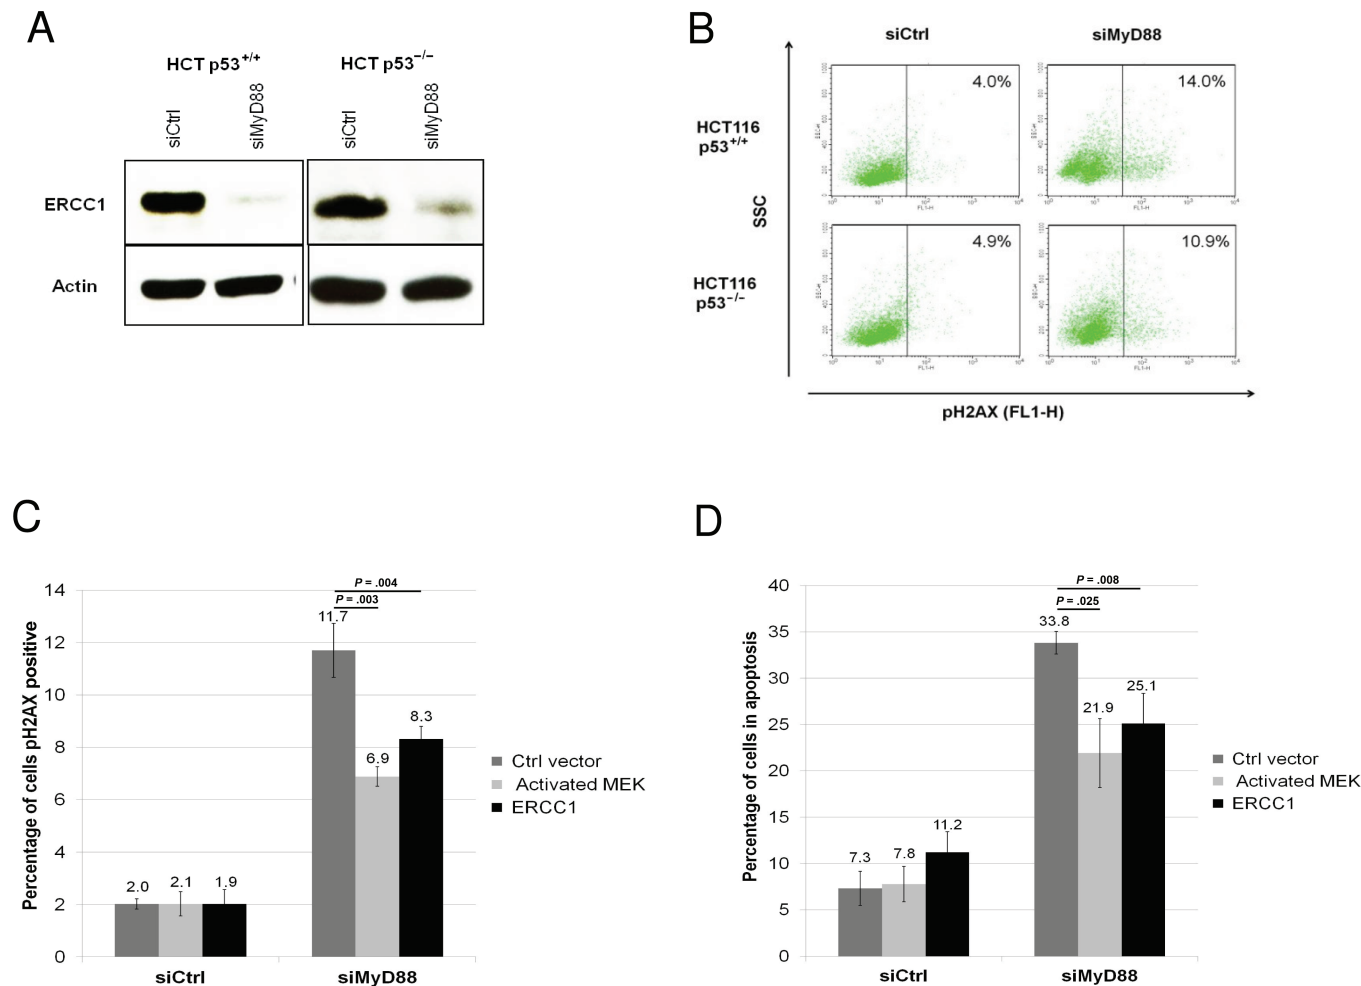 A
HCT p53+/+
HCT p53–/–
siCtrl
siMyD88
siCtrl
siMyD88
ERCC1
Actin
B
siCtrl
siMyD88
HCT116
p53+/+
4.0%
14.0%
FL1-H
FL1-H
SSC
HCT116
p53–/–
4.9%
10.9%
FL1-H
FL1-H
pH2AX (FL1-H)
C
Percentage of cells pH2AX positive
14
12
10
8
6
4
2
0
P = .004
P = .003
2.0
2.1
1.9
11.7
6.9
8.3
siCtrl
siMyD88
Ctrl vector
Activated MEK
ERCC1
D
Percentage of cells in apoptosis
40
35
30
25
20
15
10
5
0
P = .008
P = .025
7.3
7.8
11.2
33.8
21.9
25.1
siCtrl
siMyD88
Ctrl vector
Activated MEK
ERCC1